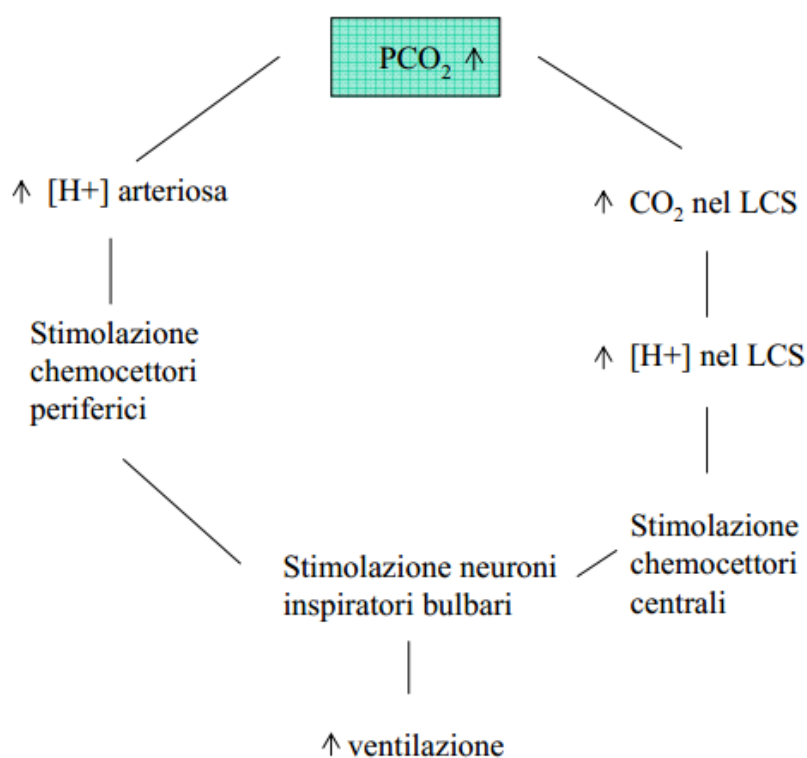 PCO₂ ↑
↑ [H+] arteriosa
Stimolazione
chemocettori
periferici
↑ CO₂ nel LCS
↑ [H+] nel LCS
Stimolazione
chemocettori
centrali
Stimolazione neuroni
inspiratori bulbari
↑ ventilazione